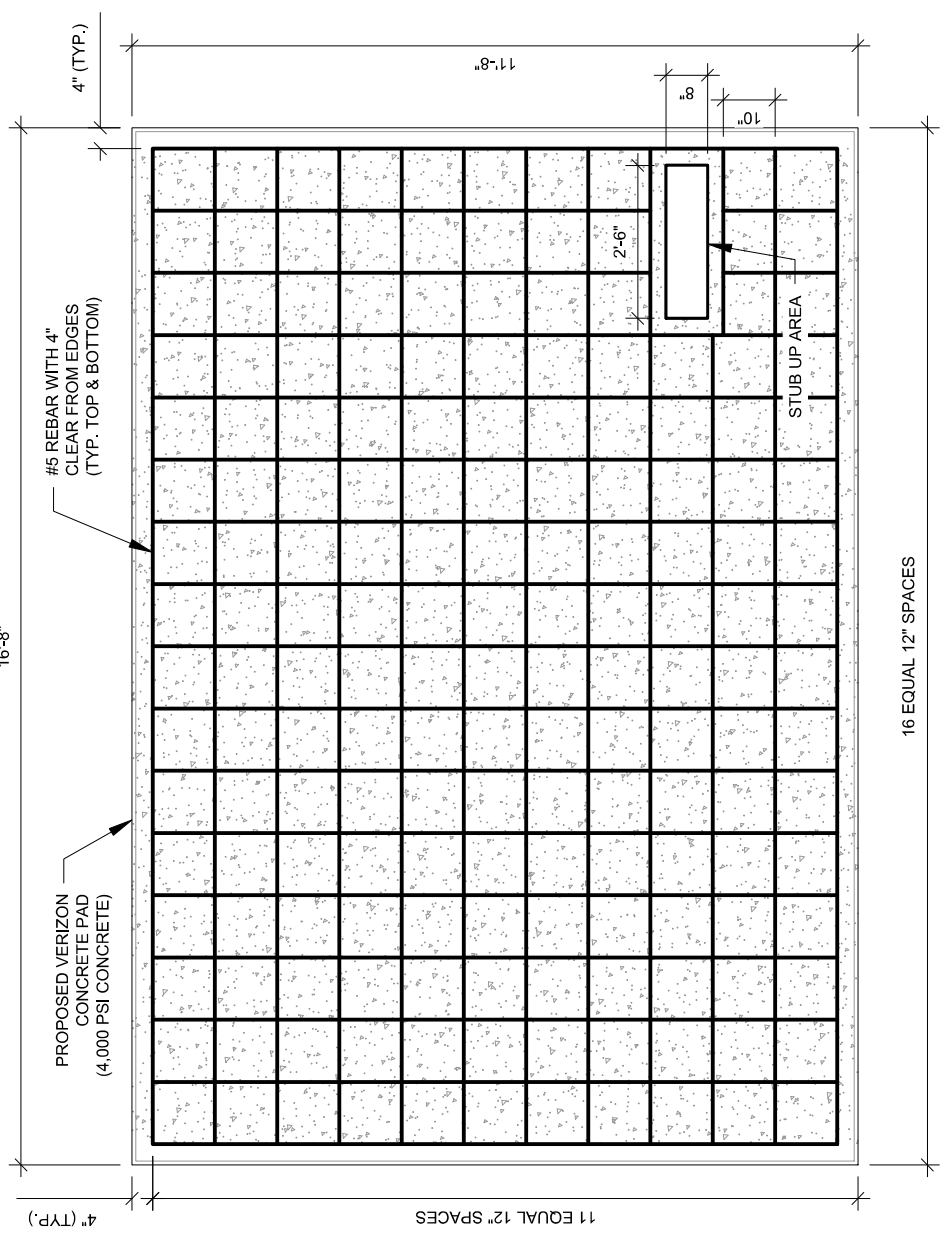 16'-8"
4" (TYP.)
11'-8"
#5 REBAR WITH 4"
CLEAR FROM EDGES
(TYP. TOP & BOTTOM)
PROPOSED VERIZON
CONCRETE PAD
(4,000 PSI CONCRETE)
2'-6"
8"
10"
STUB UP AREA
16 EQUAL 12" SPACES
4" (TYP.)
11 EQUAL 12" SPACES